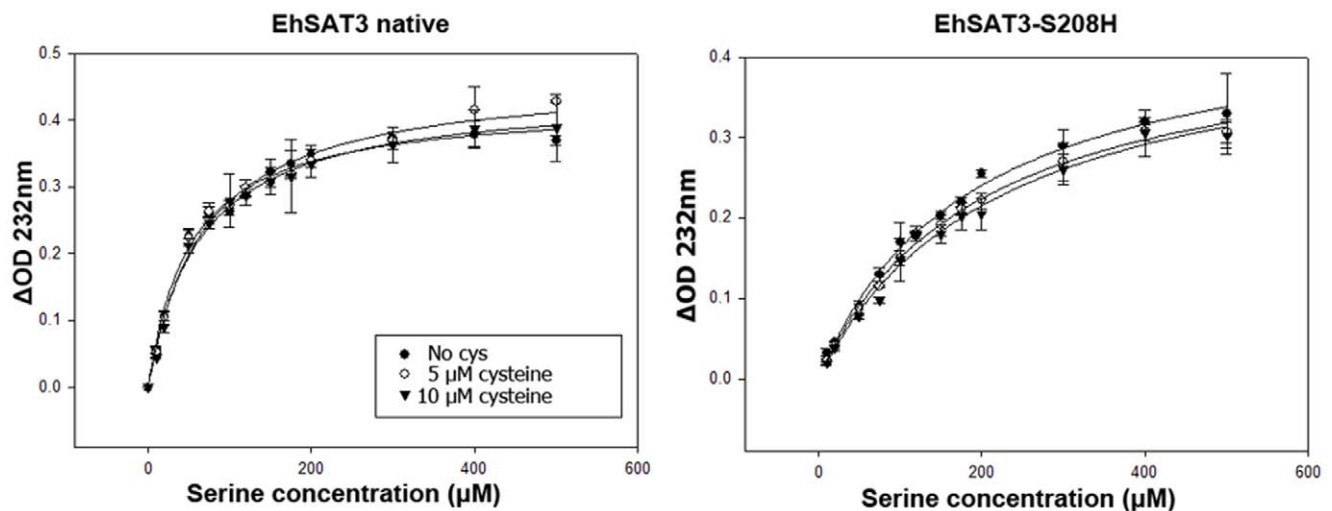 EhSAT3 native
0.5
0.4
0.3
0.2
0.1
0.0
ΔOD 232nm
No cys
5 µM cysteine
10 µM cysteine
0 200 400 600
Serine concentration (µM)
EhSAT3-S208H
0.4
0.3
0.2
0.1
0.0
ΔOD 232nm
0 200 400 600
Serine concentration (µM)